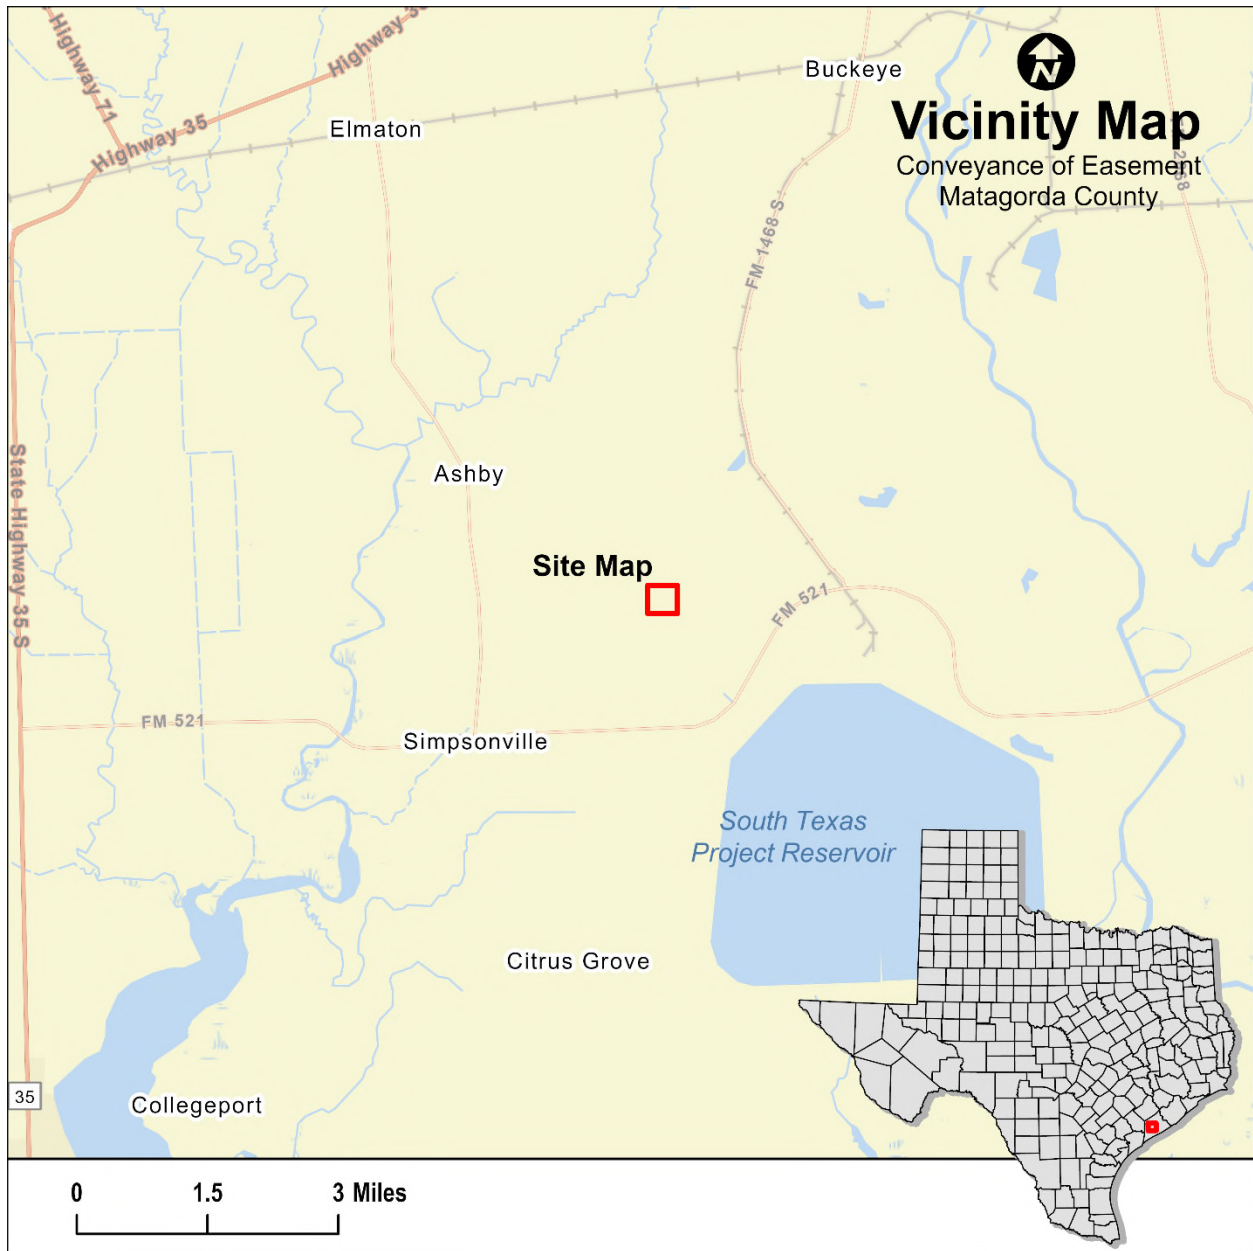 Buckeye
N
Vicinity Map
Conveyance of Easement
Matagorda County
Highway 71
Highway 35
Highway 35
Elmaton
FM 1468 S
Ashby
State Highway 35 S
Site Map
FM 521
FM 521
Simpsonville
South Texas
Project Reservoir
Citrus Grove
35
Collegeport
0 1.5 3 Miles